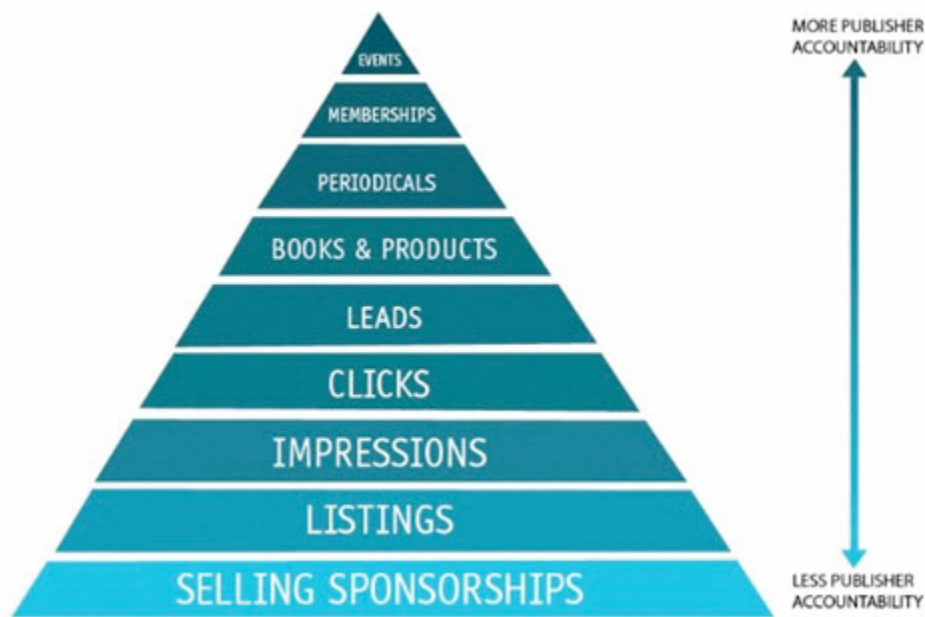 MORE PUBLISHER
ACCOUNTABILITY
EVENTS
MEMBERSHIPS
PERIODICALS
BOOKS & PRODUCTS
LEADS
CLICKS
IMPRESSIONS
LISTINGS
SELLING SPONSORSHIPS
LESS PUBLISHER
ACCOUNTABILITY